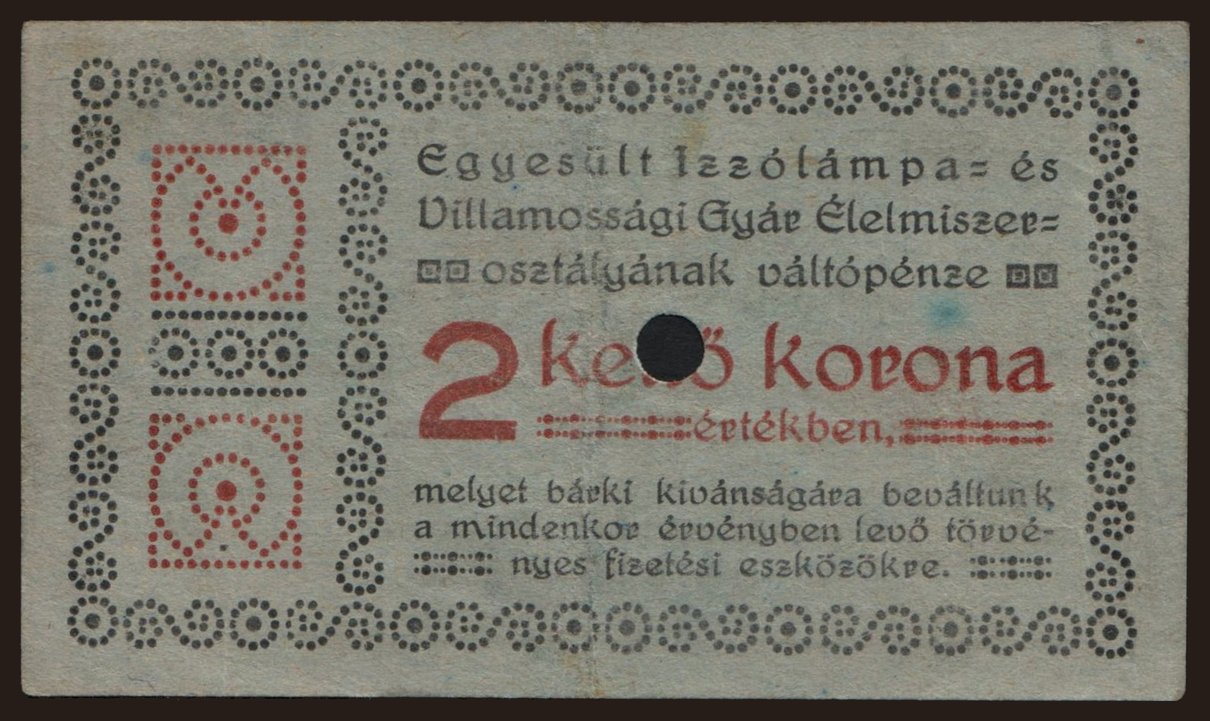 Egyesült Izzólámpa- és
Villamossági Gyár Élelmiszer-
osztályának váltópénze
2 korona
értékben,
melyet bárki kivánságára beváltunk
a mindenkor érvényben levő törvé-
nyes fizetési eszközökre.